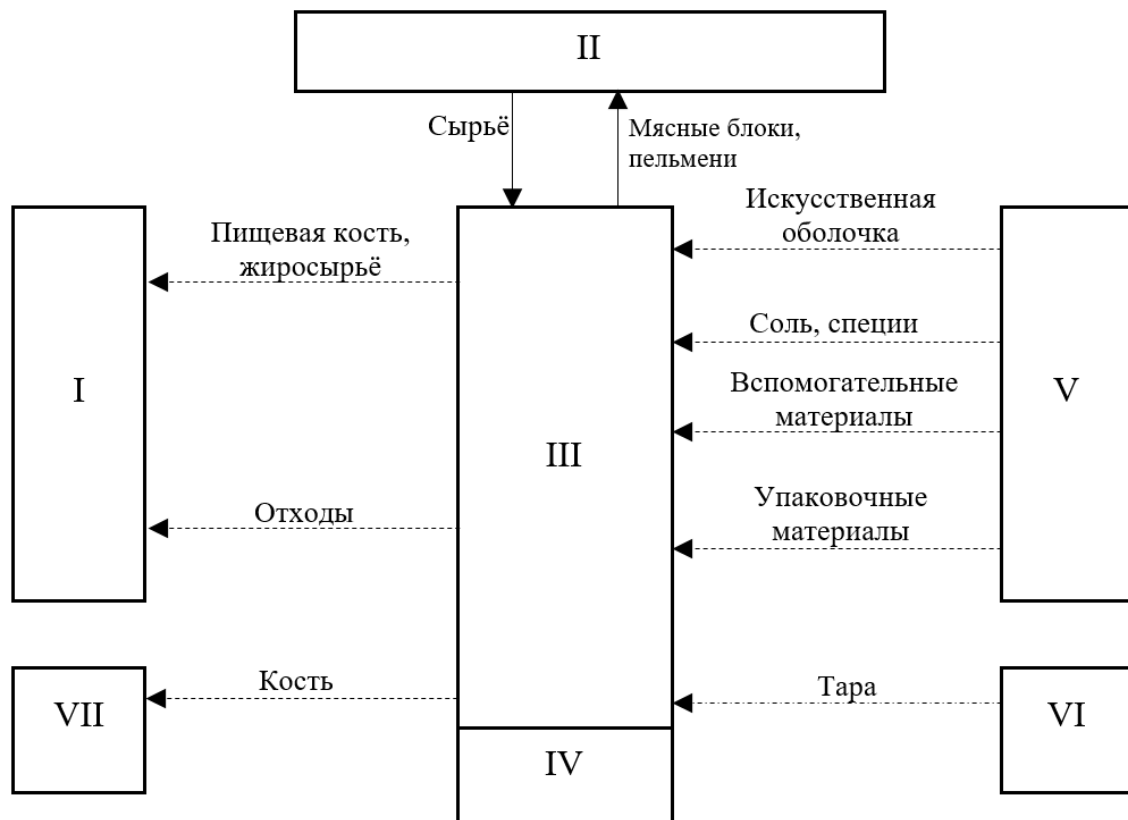 II
Сырьё
Мясные блоки,
пельмени
Искусственная
оболочка
Пищевая кость,
жиросырьё
Соль, специи
I
Вспомогательные
материалы
V
III
Отходы
Упаковочные
материалы
Кость
Тара
VII
VI
IV